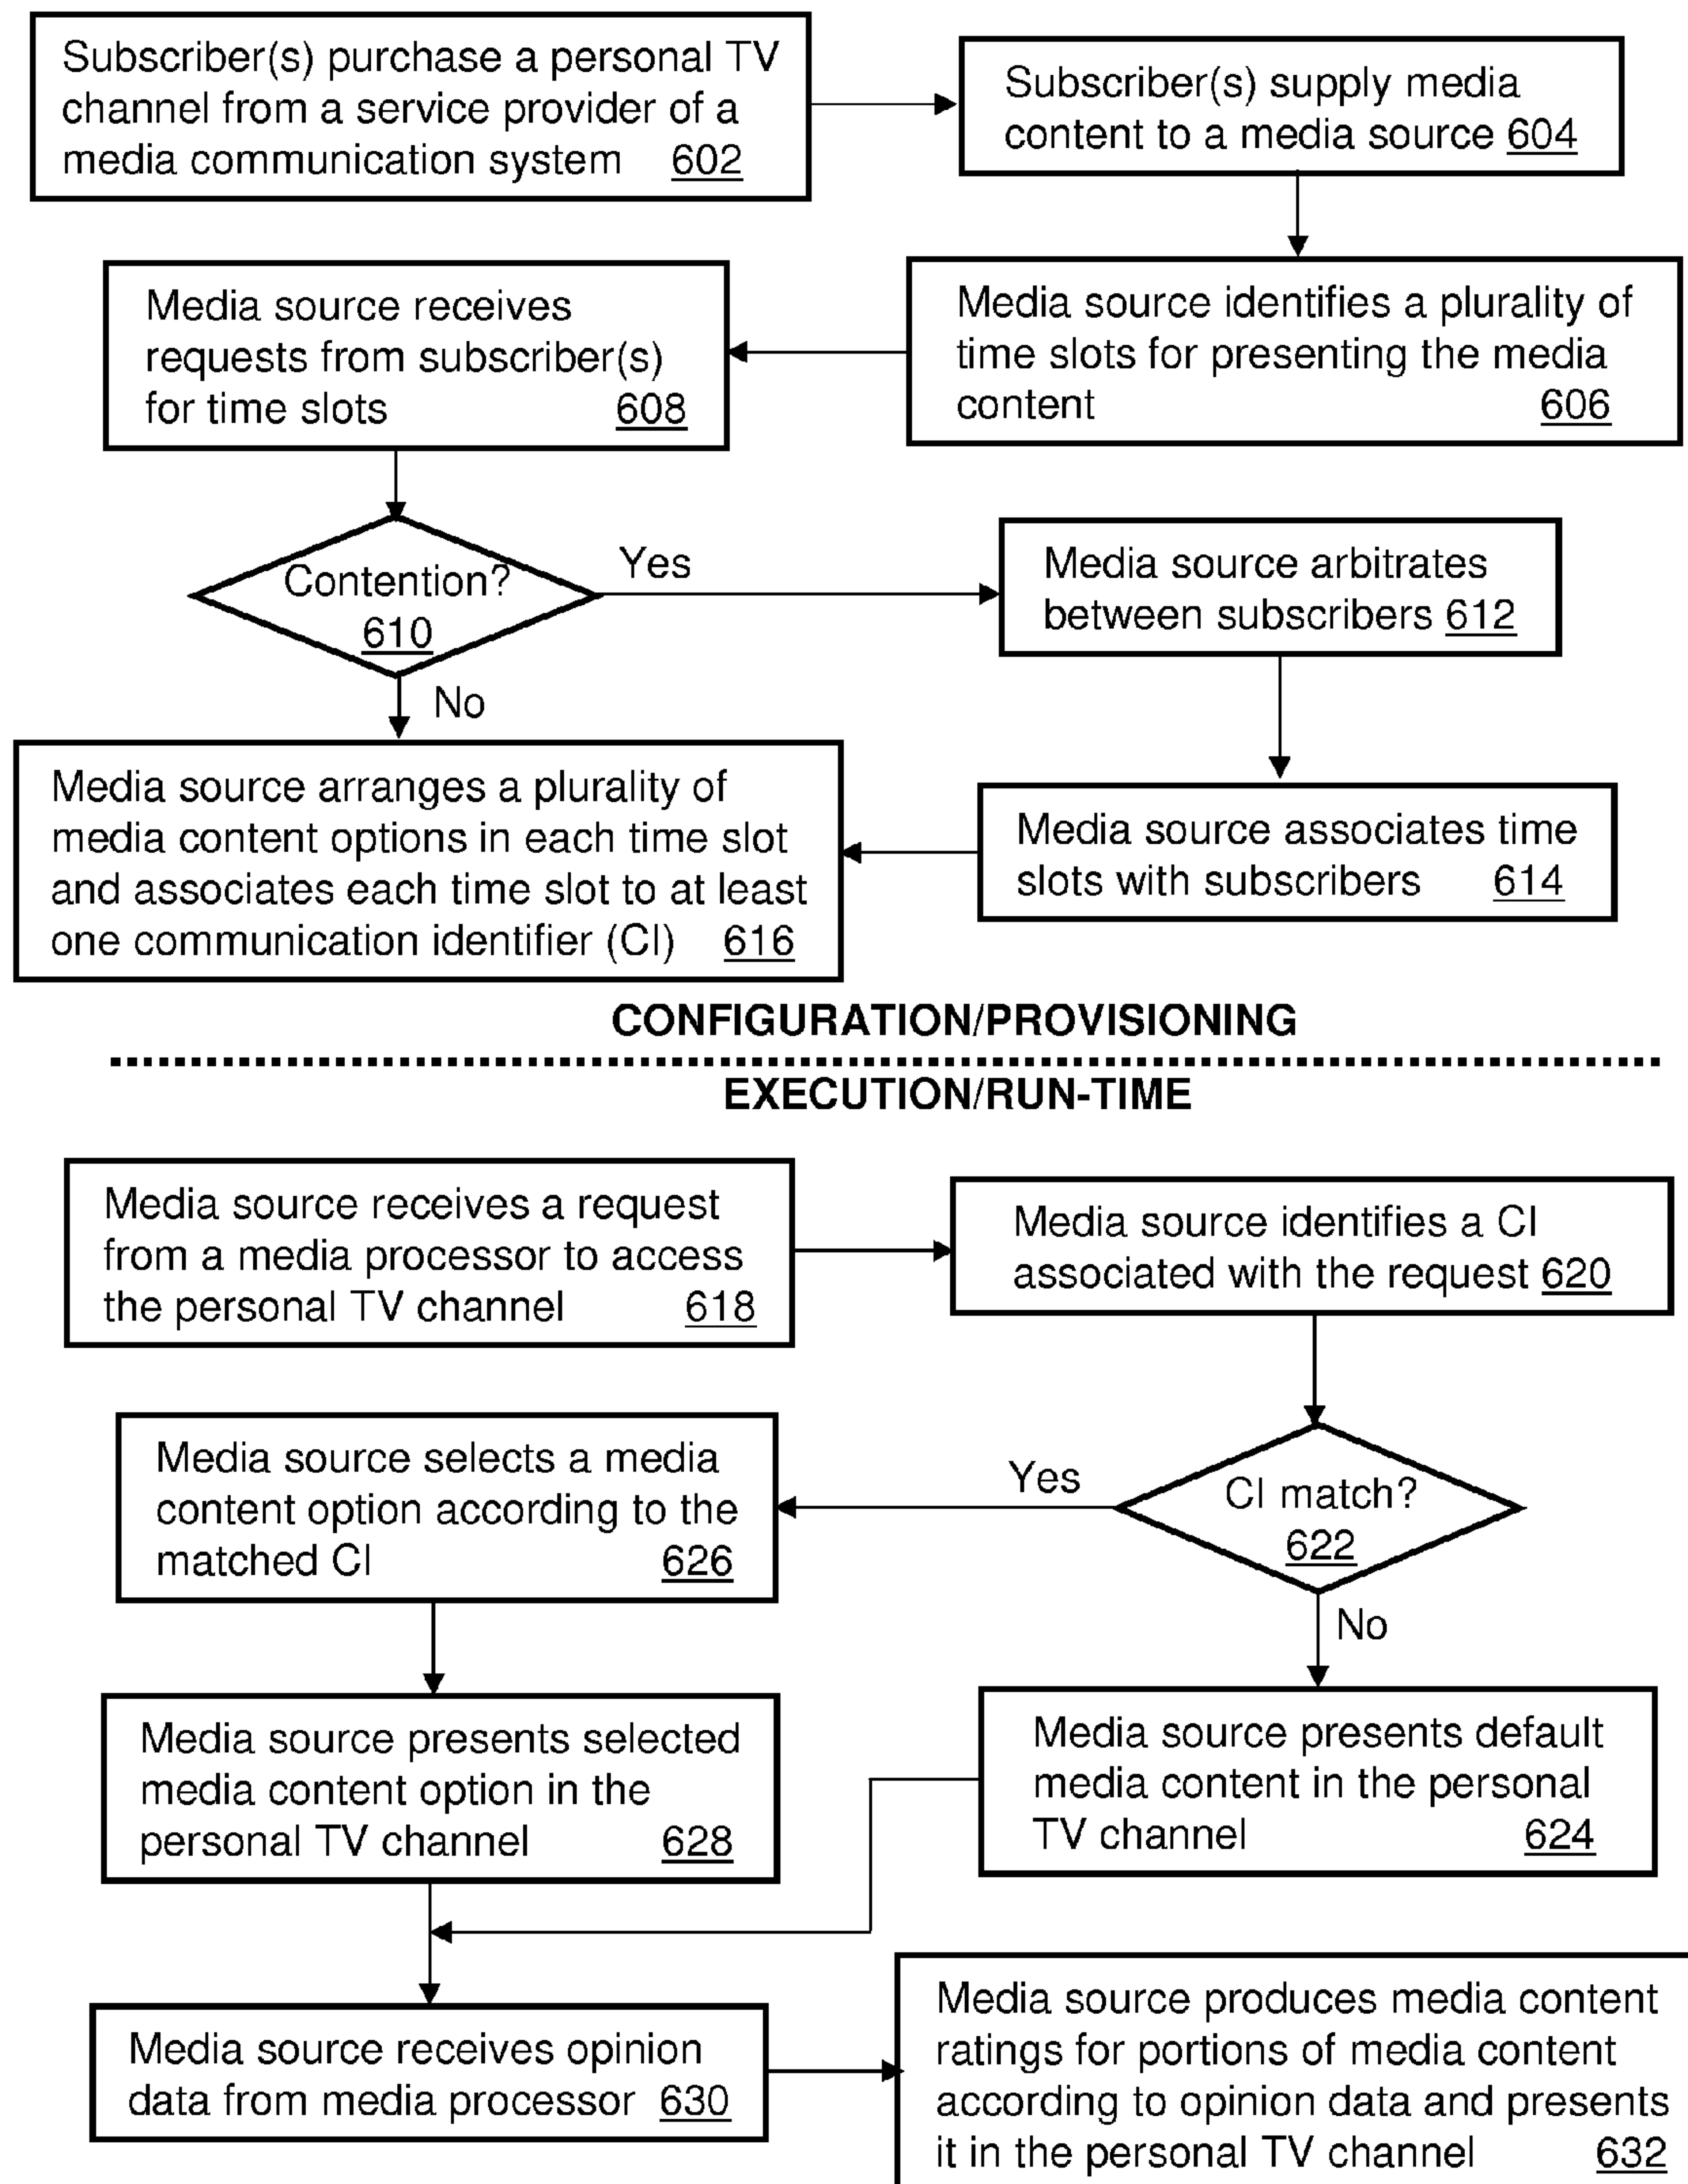 Subscriber(s) purchase a personal TV
channel from a service provider of a
media communication system 602
Subscriber(s) supply media
content to a media source 604
Media source receives
requests from subscriber(s)
for time slots 608
Media source identifies a plurality of
time slots for presenting the media
content 606
Contention?
610
Yes
No
Media source arbitrates
between subscribers 612
Media source arranges a plurality of
media content options in each time slot
and associates each time slot to at least
one communication identifier (CI) 616
Media source associates time
slots with subscribers 614
CONFIGURATION/PROVISIONING
EXECUTION/RUN-TIME
Media source receives a request
from a media processor to access
the personal TV channel 618
Media source identifies a CI
associated with the request 620
Media source selects a media
content option according to the
matched CI 626
Yes
CI match?
622
No
Media source presents selected
media content option in the
personal TV channel 628
Media source presents default
media content in the personal
TV channel 624
Media source receives opinion
data from media processor 630
Media source produces media content
ratings for portions of media content
according to opinion data and presents
it in the personal TV channel 632